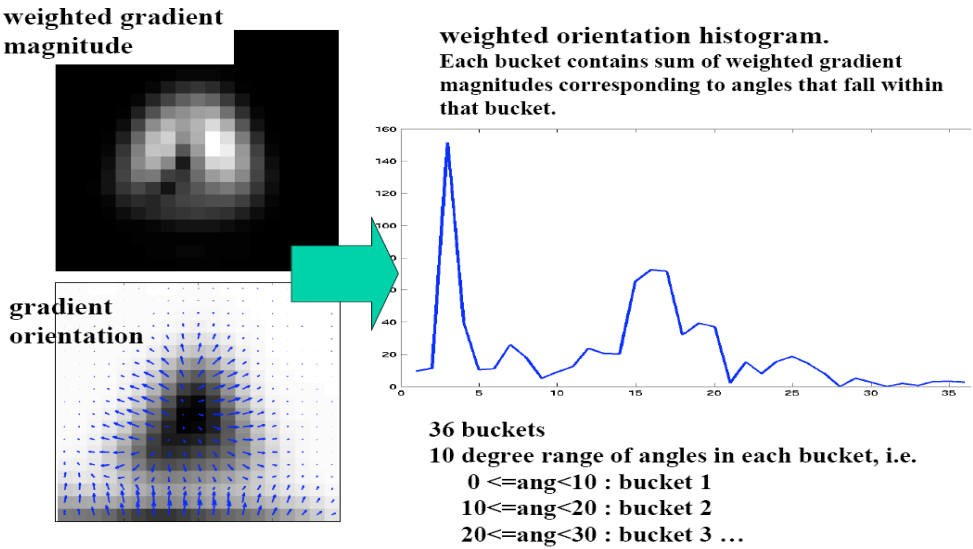 weighted gradient
magnitude
gradient
orientation
weighted orientation histogram.
Each bucket contains sum of weighted gradient
magnitudes corresponding to angles that fall within
that bucket.
160
140
120
100
40
20
0
0 5 10 15 20 25 30 35
36 buckets
10 degree range of angles in each bucket, i.e.
0 <=ang<10 : bucket 1
10<=ang<20 : bucket 2
20<=ang<30 : bucket 3 …